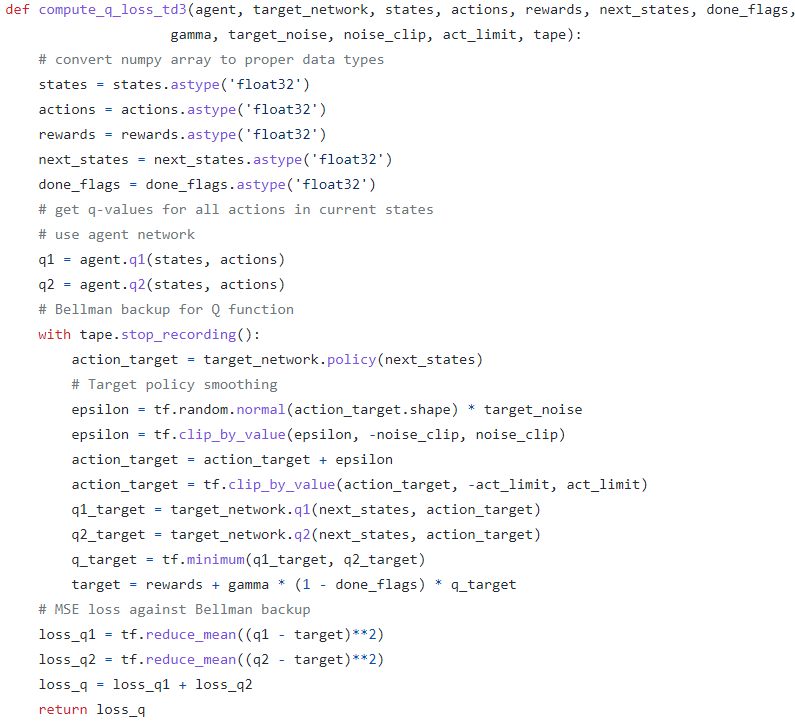 def compute_q_loss_td3(agent, target_network, states, actions, rewards, next_states, done_flags,
                    gamma, target_noise, noise_clip, act_limit, tape):
    # convert numpy array to proper data types
    states = states.astype('float32')
    actions = actions.astype('float32')
    rewards = rewards.astype('float32')
    next_states = next_states.astype('float32')
    done_flags = done_flags.astype('float32')
    # get q-values for all actions in current states
    # use agent network
    q1 = agent.q1(states, actions)
    q2 = agent.q2(states, actions)
    # Bellman backup for Q function
    with tape.stop_recording():
        action_target = target_network.policy(next_states)
        # Target policy smoothing
        epsilon = tf.random.normal(action_target.shape) * target_noise
        epsilon = tf.clip_by_value(epsilon, -noise_clip, noise_clip)
        action_target = action_target + epsilon
        action_target = tf.clip_by_value(action_target, -act_limit, act_limit)
        q1_target = target_network.q1(next_states, action_target)
        q2_target = target_network.q2(next_states, action_target)
        q_target = tf.minimum(q1_target, q2_target)
        target = rewards + gamma * (1 - done_flags) * q_target
    # MSE loss against Bellman backup
    loss_q1 = tf.reduce_mean((q1 - target)**2)
    loss_q2 = tf.reduce_mean((q2 - target)**2)
    loss_q = loss_q1 + loss_q2
    return loss_q